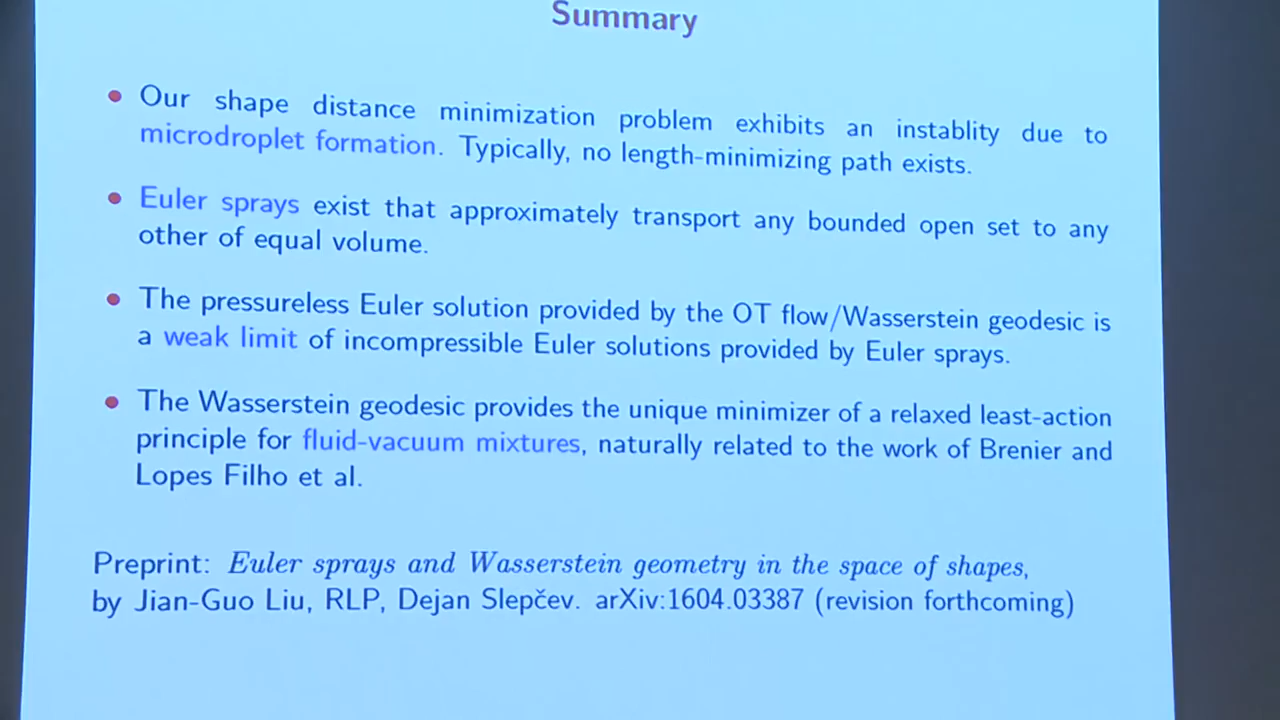 Summary
• Our shape distance minimization problem exhibits an instablity due to
microdroplet formation. Typically, no length-minimizing path exists.
• Euler sprays exist that approximately transport any bounded open set to any
other of equal volume.
• The pressureless Euler solution provided by the OT flow/Wasserstein geodesic is
a weak limit of incompressible Euler solutions provided by Euler sprays.
• The Wasserstein geodesic provides the unique minimizer of a relaxed least-action
principle for fluid-vacuum mixtures, naturally related to the work of Brenier and
Lopes Filho et al.
Preprint: Euler sprays and Wasserstein geometry in the space of shapes,
by Jian-Guo Liu, RLP, Dejan Slepčev. arXiv:1604.03387 (revision forthcoming)